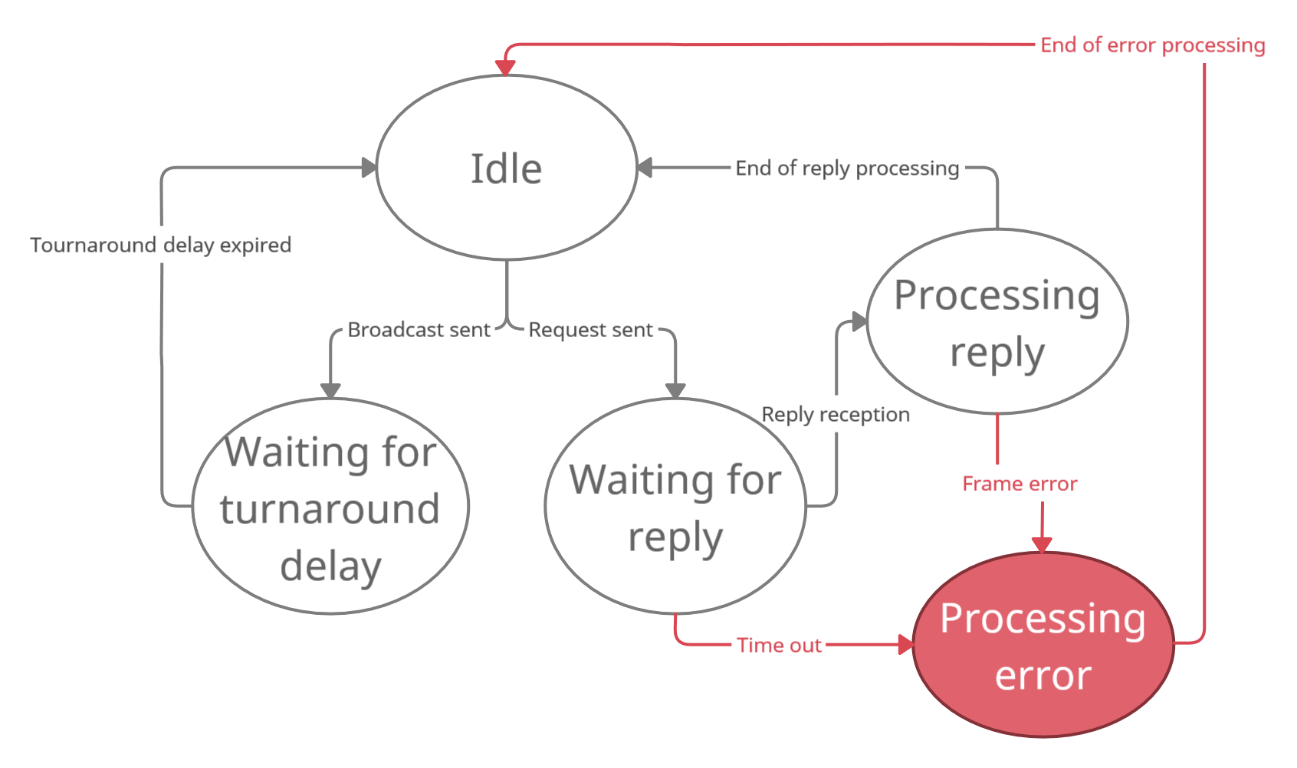 End of error processing
Idle
End of reply processing
Tournaround delay expired
Processing
reply
Broadcast sent
Request sent
Reply reception
Waiting for
turnaround
delay
Waiting for
reply
Frame error
Time out
Processing
error